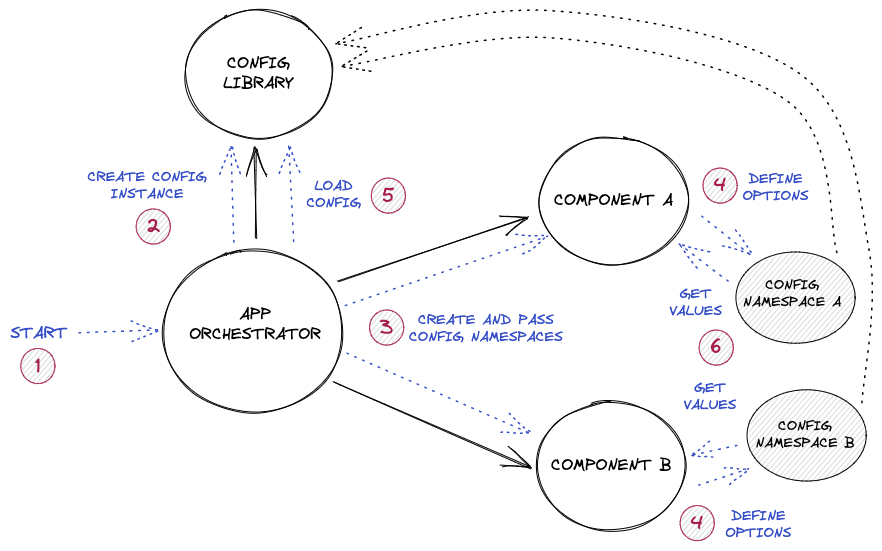 CONFIG
LIBRARY
CREATE CONFIG
INSTANCE
2
LOAD
CONFIG
5
COMPONENT A
4
DEFINE
OPTIONS
START
1
APP
ORCHESTRATOR
3
CREATE AND PASS
CONFIG NAMESPACES
GET
VALUES
6
CONFIG
NAMESPACE A
GET
VALUES
CONFIG
NAMESPACE B
COMPONENT B
4
DEFINE
OPTIONS